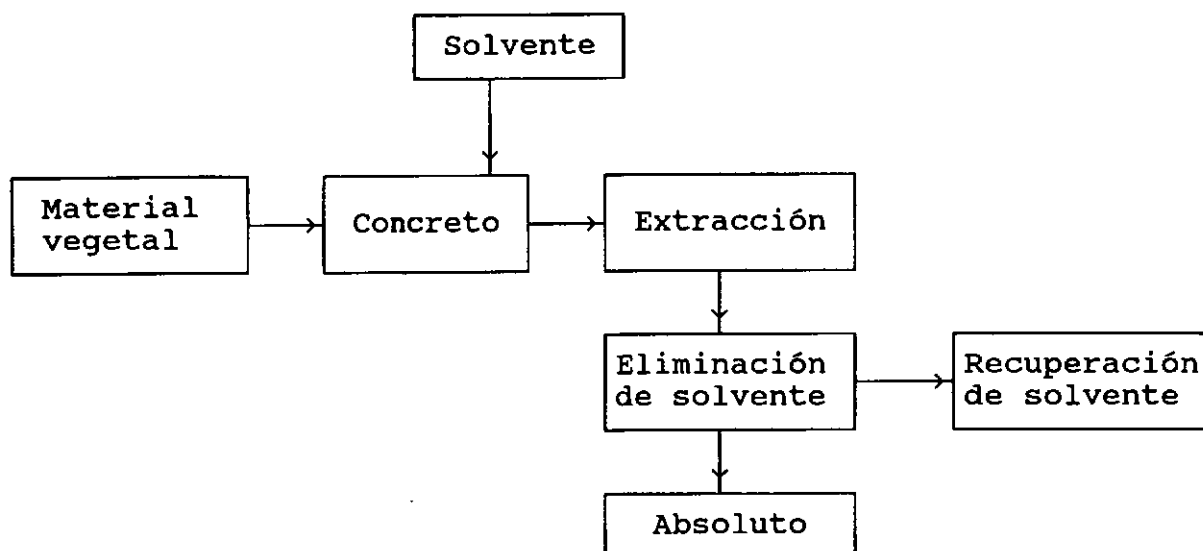 Solvente
Material
vegetal
Concreto
Extracción
Eliminación
de solvente
Recuperación
de solvente
Absoluto